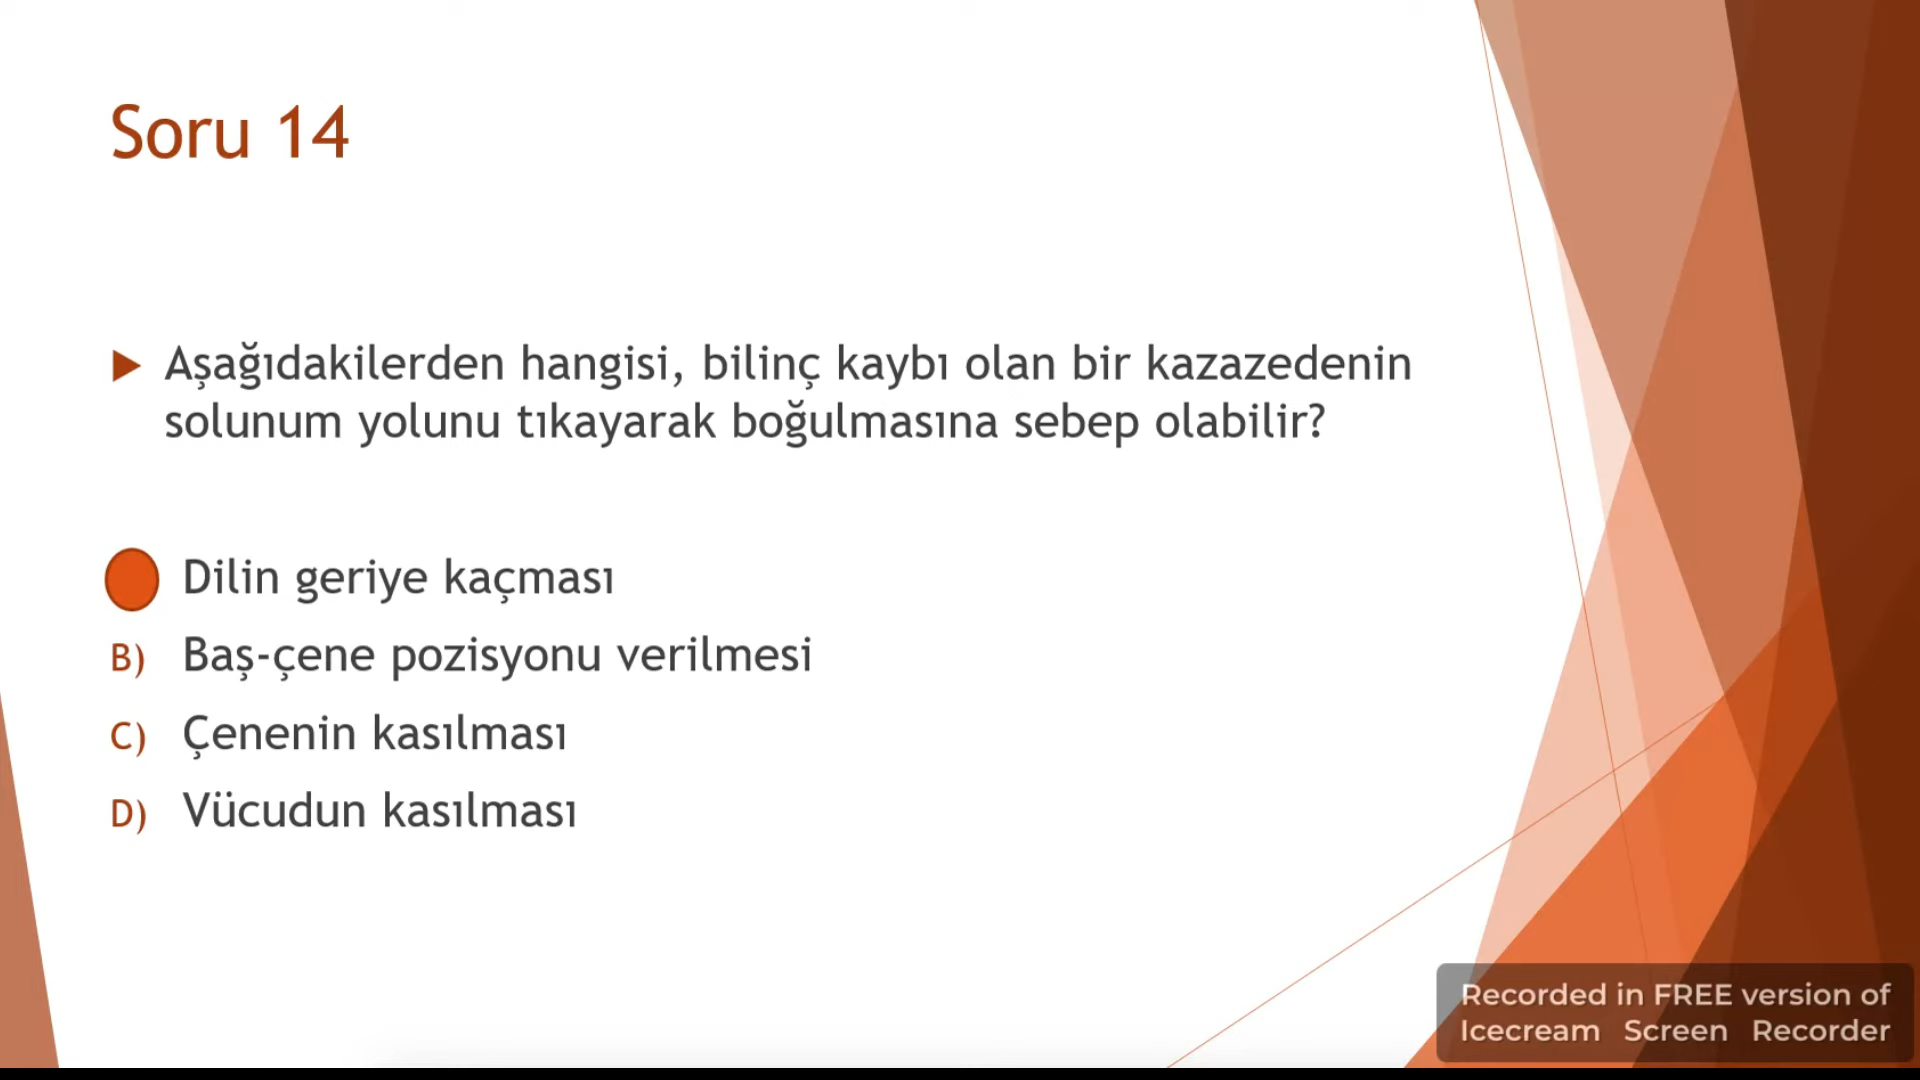 Soru 14
Aşağıdakilerden hangisi, bilinç kaybı olan bir kazazedenin
solunum yolunu tıkayarak boğulmasına sebep olabilir?
Dilin geriye kaçması
B) Baş-çene pozisyonu verilmesi
C) Çenenin kasılması
D) Vücudun kasılması
Recorded in FREE version of
Icecream Screen Recorder